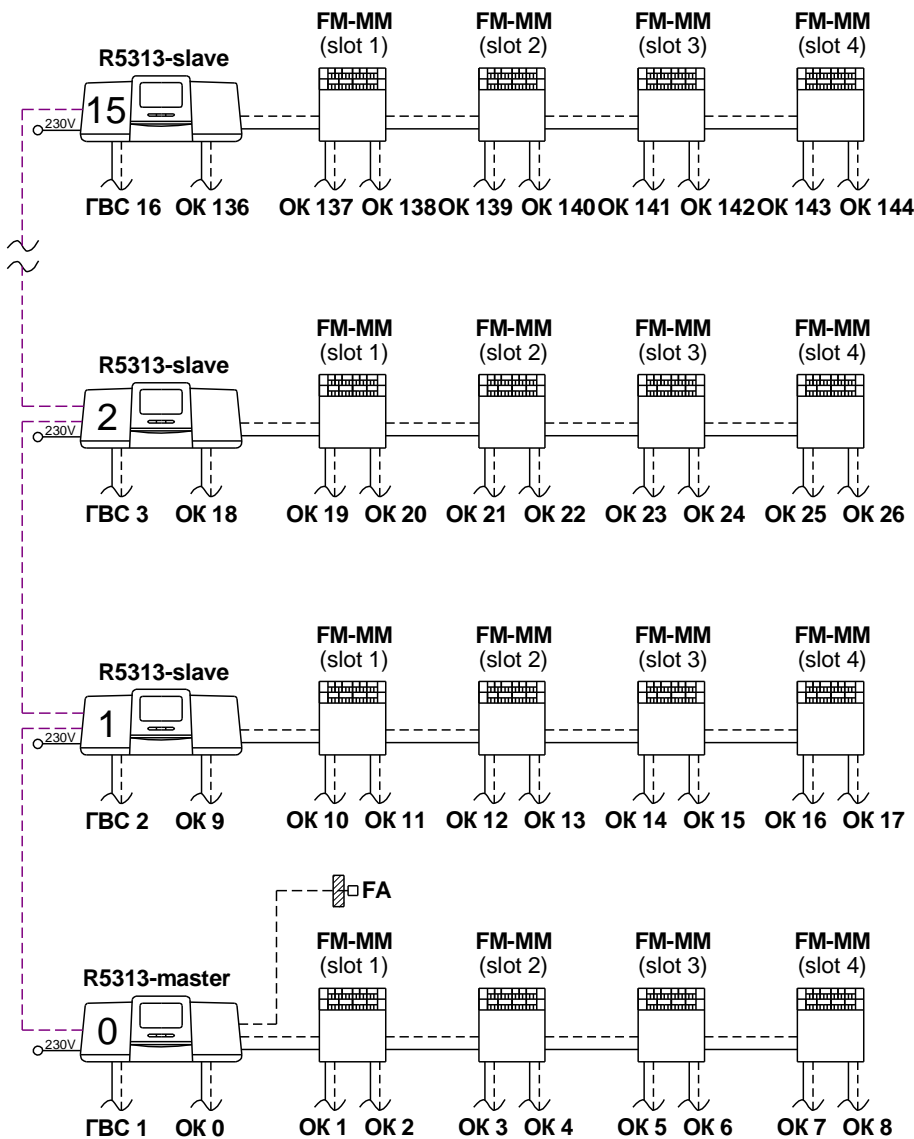 FM-MM FM-MM FM-MM FM-MM
(slot 1) (slot 2) (slot 3) (slot 4)
R5313-slave
15
230V
ГВС 16 ОК 136 ОК 137 ОК 138 ОК 139 ОК 140 ОК 141 ОК 142 ОК 143 ОК 144
FM-MM FM-MM FM-MM FM-MM
(slot 1) (slot 2) (slot 3) (slot 4)
R5313-slave
2
230V
ГВС 3 ОК 18 ОК 19 ОК 20 ОК 21 ОК 22 ОК 23 ОК 24 ОК 25 ОК 26
FM-MM FM-MM FM-MM FM-MM
(slot 1) (slot 2) (slot 3) (slot 4)
R5313-slave
1
230V
ГВС 2 ОК 9 ОК 10 ОК 11 ОК 12 ОК 13 ОК 14 ОК 15 ОК 16 ОК 17
FA
FM-MM FM-MM FM-MM FM-MM
(slot 1) (slot 2) (slot 3) (slot 4)
R5313-master
0
230V
ГВС 1 ОК 0 ОК 1 ОК 2 ОК 3 ОК 4 ОК 5 ОК 6 ОК 7 ОК 8